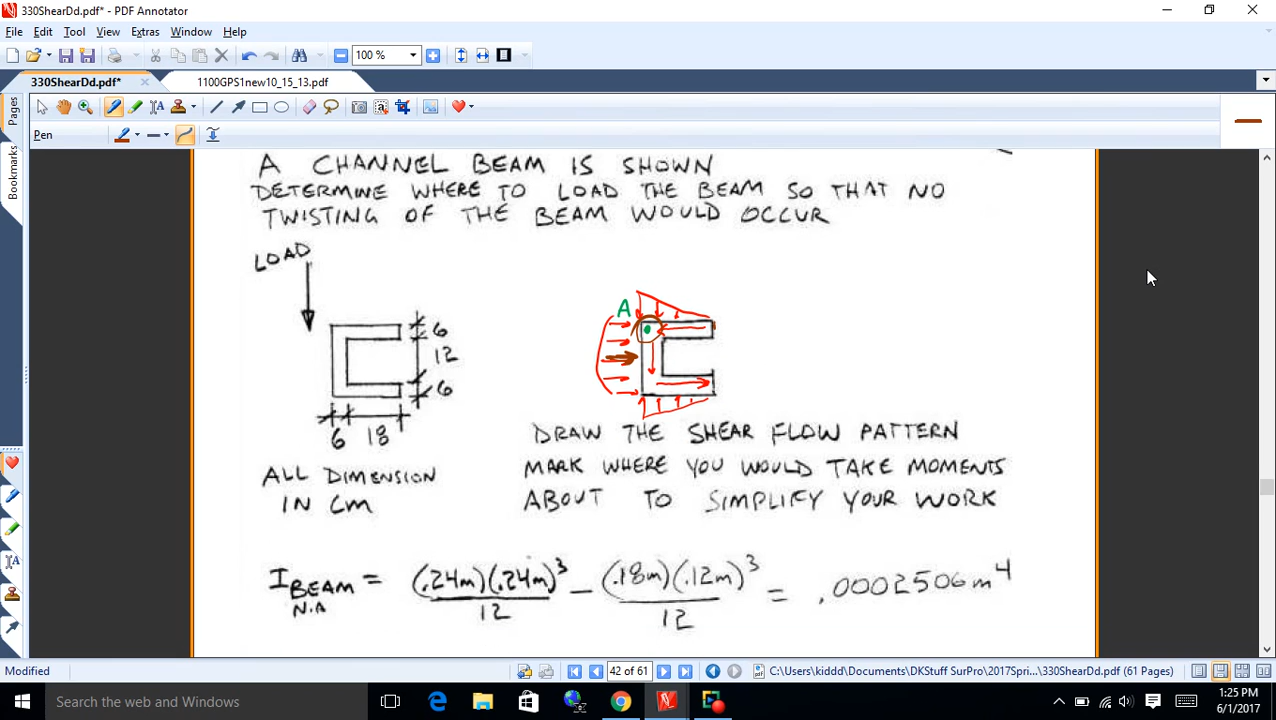 330ShearDd.pdf* - PDF Annotator
File Edit Tool Extras Window Help
100 %
330ShearDd.pdf* 1100GPS1new10_15_13.pdf
Pen
Pages
Bookmarks
A CHANNEL BEAM IS SHOWN
DETERMINE WHERE TO LOAD THE BEAM SO THAT NO
TWISTING OF THE BEAM WOULD OCCUR
LOAD
6
12
6
6 18
ALL DIMENSION
IN CM
A
DRAW THE SHEAR FLOW PATTERN
MARK WHERE YOU WOULD TAKE MOMENTS
ABOUT TO SIMPLIFY YOUR WORK
I BEAM N.A = (.24m)(.24m)³/12 - (.18m)(.12m)³/12 = .0002506 m⁴
Modified 42 of 61 C:\Users\kiddd\Documents\DKStuff SurPro\2017Spri...\330ShearDd.pdf (61 Pages)
Search the web and Windows
1:25 PM
6/1/2017